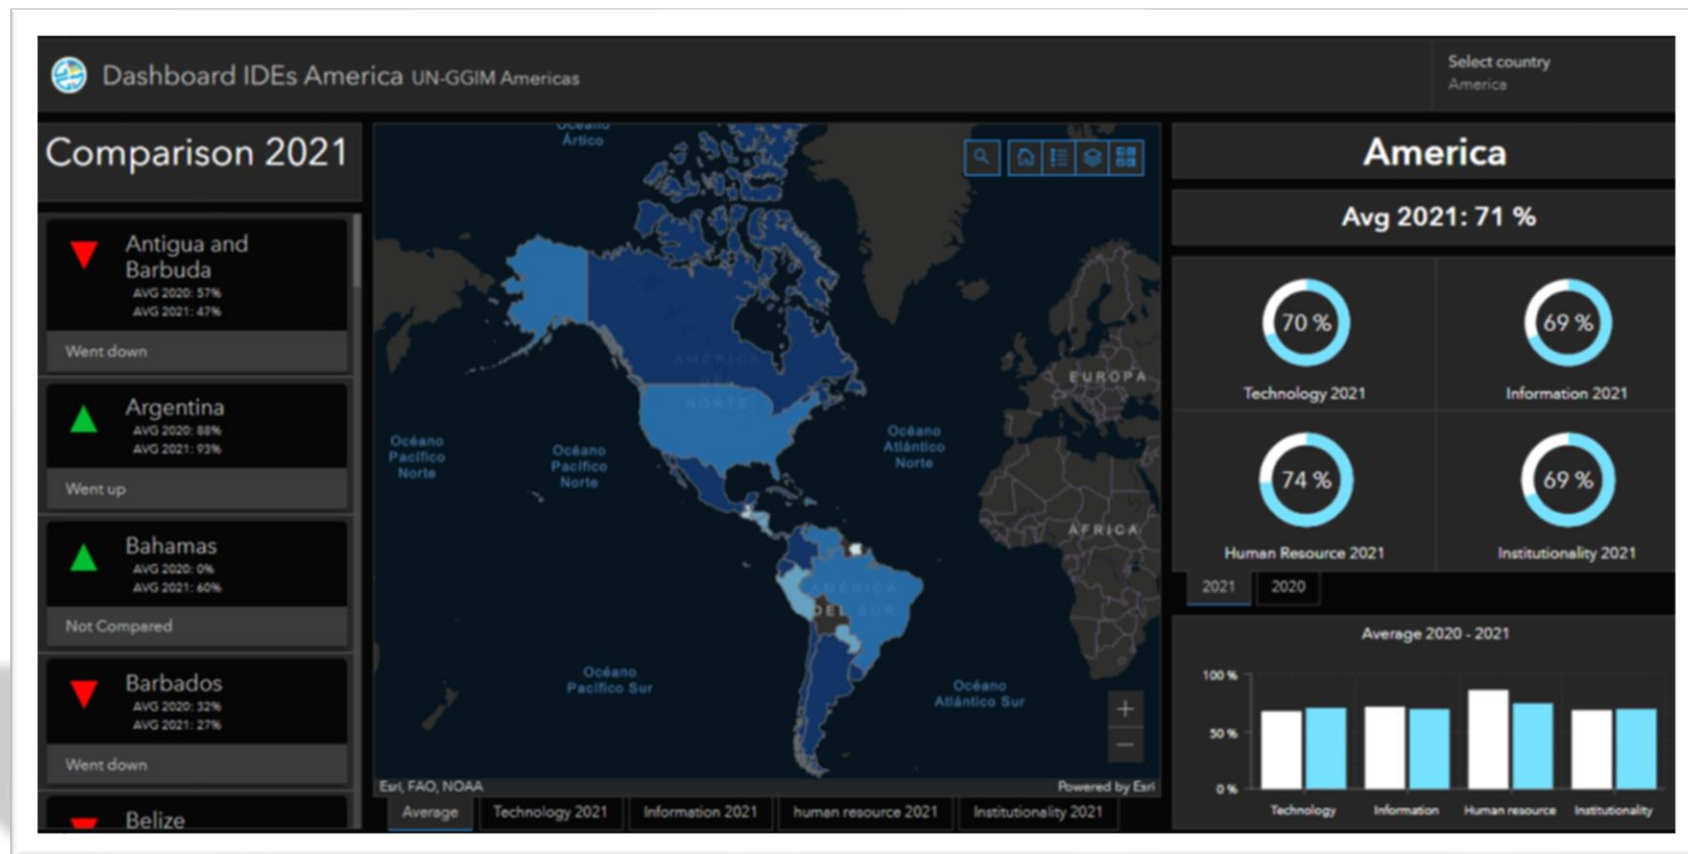 Dashboard IDEs America UN-GGIM Americas
Select country
America
Comparison 2021
Antigua and
Barbuda
AVG 2020: 57%
AVG 2021: 47%
Went down
Argentina
AVG 2020: 88%
AVG 2021: 93%
Went up
Bahamas
AVG 2020: 0%
AVG 2021: 60%
Not Compared
Barbados
AVG 2020: 32%
AVG 2021: 27%
Went down
Belize
Océano
Ártico
AMÉRICA
DEL
NORTE
EUROPA
Océano
Pacífico
Norte
Océano
Pacífico
Norte
Océano
Atlántico
Norte
ÁFRICA
AMÉRICA
DEL SUR
Océano
Pacífico Sur
Océano
Atlántico Sur
+
−
Esri, FAO, NOAA
Powered by Esri
Average
Technology 2021
Information 2021
human resource 2021
Institutionality 2021
America
Avg 2021: 71 %
70 %
Technology 2021
69 %
Information 2021
74 %
Human Resource 2021
69 %
Institutionality 2021
2021
2020
Average 2020 - 2021
100 %
50 %
0 %
Technology
Information
Human resource
Institutionality